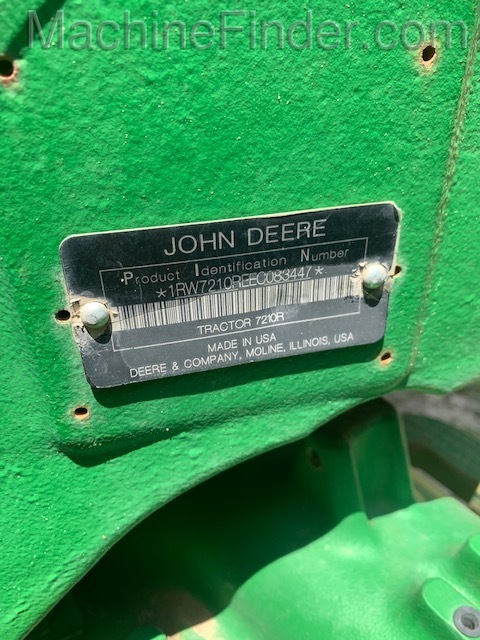 MachineFinder.com
JOHN DEERE
Product Identification Number
*1RW7210REEC083447*
TRACTOR 7210R
MADE IN USA
DEERE & COMPANY, MOLINE, ILLINOIS, USA